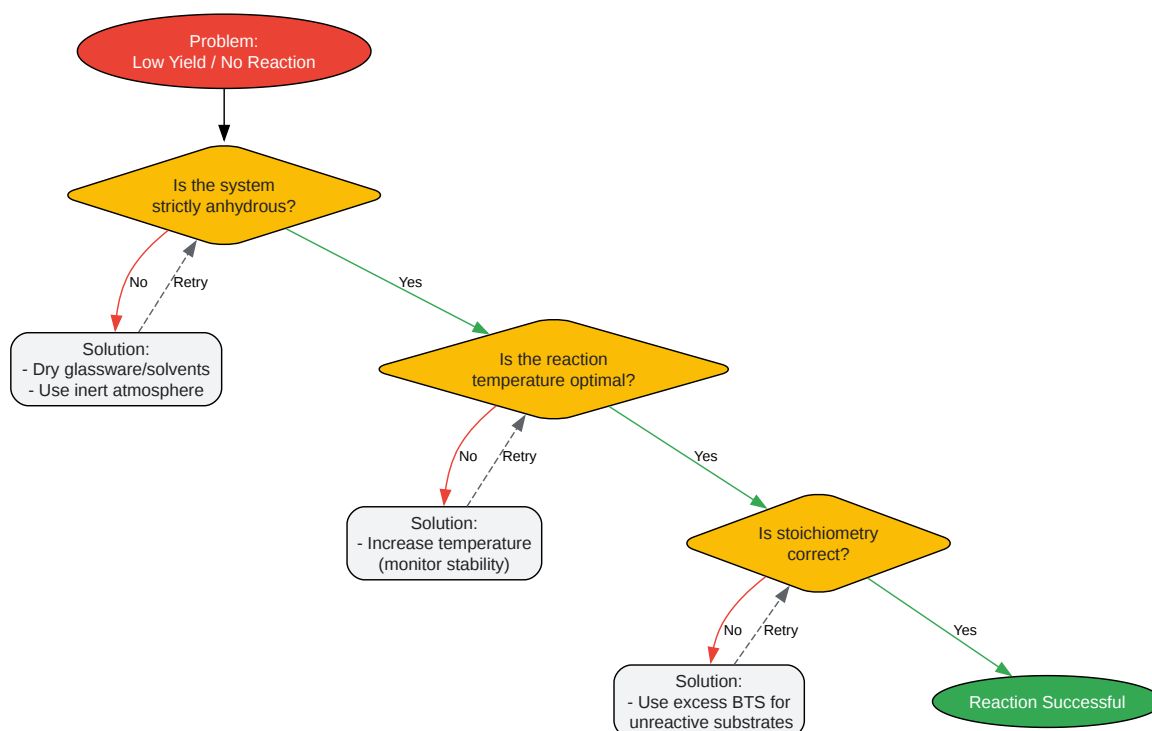 Problem:
Low Yield / No Reaction
Is the system
strictly anhydrous?
No
Retry
Yes
Solution:
- Dry glassware/solvents
- Use inert atmosphere
Is the reaction
temperature optimal?
No
Retry
Yes
Solution:
- Increase temperature
(monitor stability)
Is stoichiometry
correct?
No
Retry
Yes
Solution:
- Use excess BTS for
unreactive substrates
Reaction Successful